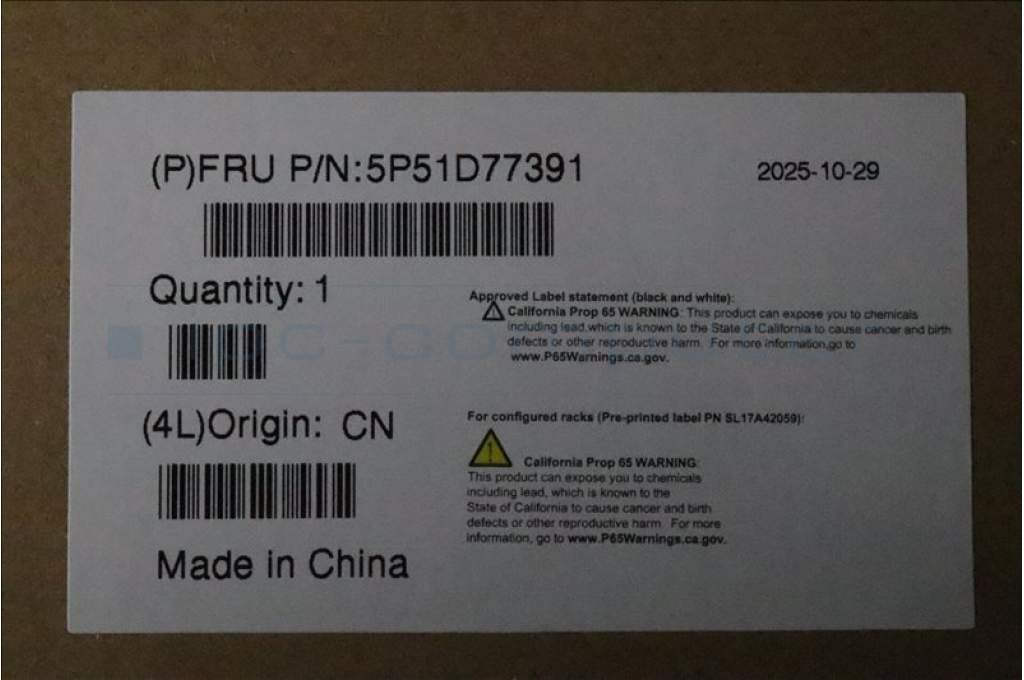 (P)FRU P/N:5P51D77391
2025-10-29
Quantity: 1
Approved Label statement (black and white):
California Prop 65 WARNING: This product can expose you to chemicals
including lead,which is known to the State of California to cause cancer and birth
defects or other reproductive harm. For more information,go to
www.P65Warnings.ca.gov.
(4L)Origin: CN
For configured racks (Pre-printed label PN SL17A42059):
California Prop 65 WARNING:
This product can expose you to chemicals
including lead, which is known to the
State of California to cause cancer and birth
defects or other reproductive harm. For more
information, go to www.P65Warnings.ca.gov.
Made in China